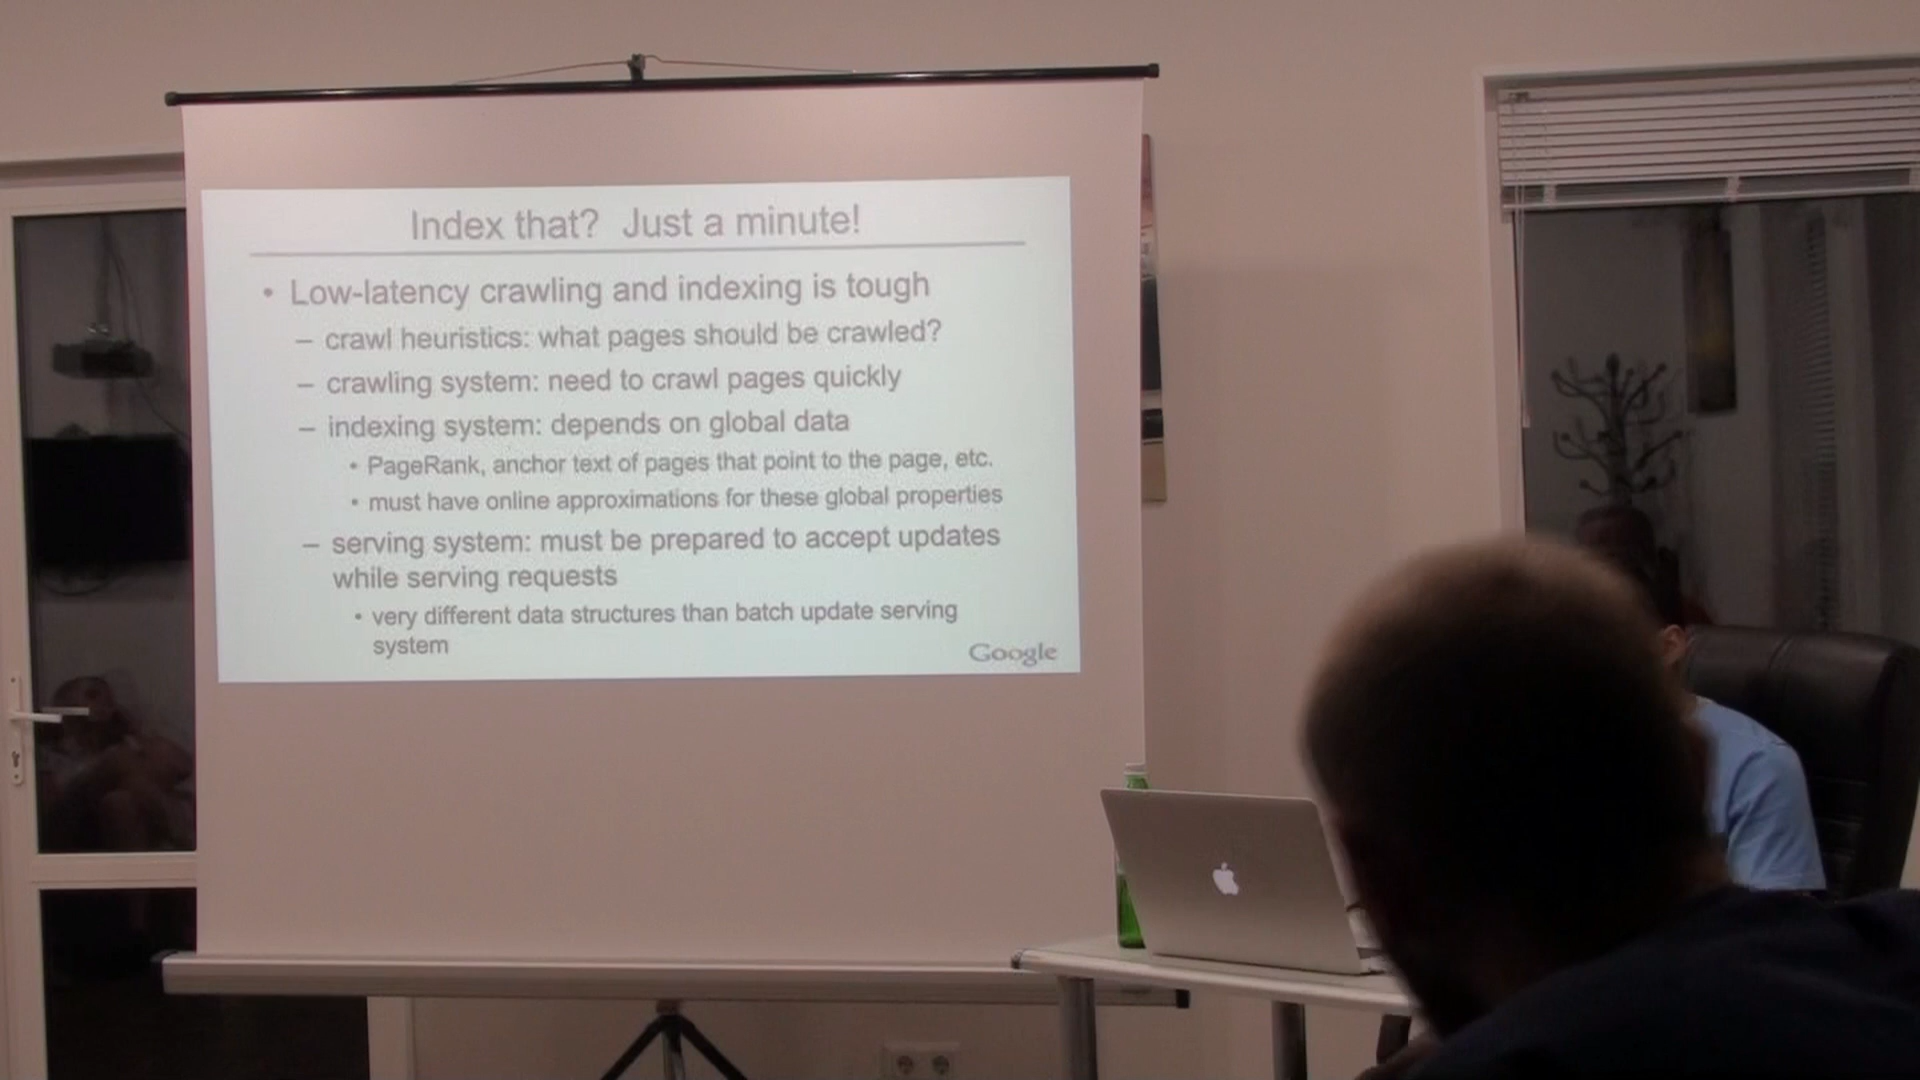 Index that? Just a minute!
• Low-latency crawling and indexing is tough
– crawl heuristics: what pages should be crawled?
– crawling system: need to crawl pages quickly
– indexing system: depends on global data
• PageRank, anchor text of pages that point to the page, etc.
• must have online approximations for these global properties
– serving system: must be prepared to accept updates
while serving requests
• very different data structures than batch update serving
system
Google